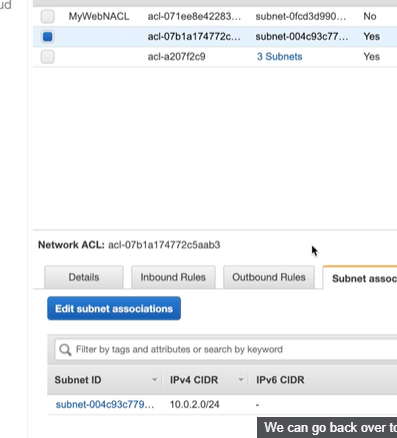 ud
MyWebNACL acl-071ee8e42283... subnet-0fcd3d990... No
acl-07b1a174772c... subnet-004c93c77... Yes
acl-a207f2c9 3 Subnets Yes
Network ACL: acl-07b1a174772c5aab3
Details Inbound Rules Outbound Rules Subnet assoc
Edit subnet associations
Filter by tags and attributes or search by keyword
Subnet ID IPv4 CIDR IPv6 CIDR
subnet-004c93c779... 10.0.2.0/24 -
We can go back over to